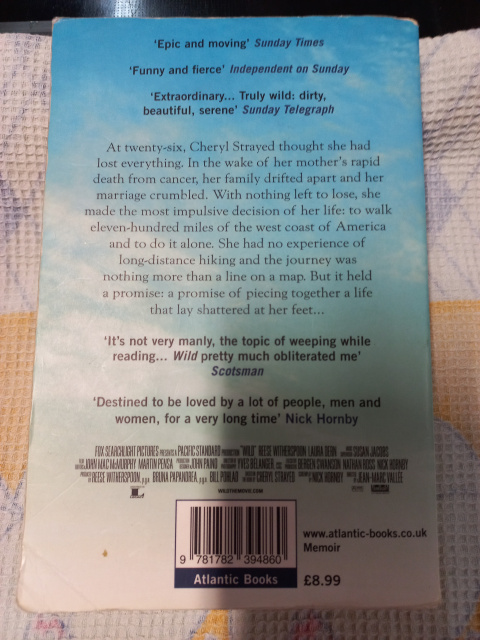 'Epic and moving' Sunday Times
'Funny and fierce' Independent on Sunday
'Extraordinary... Truly wild: dirty,
beautiful, serene' Sunday Telegraph
At twenty-six, Cheryl Strayed thought she had
lost everything. In the wake of her mother's rapid
death from cancer, her family drifted apart and her
marriage crumbled. With nothing left to lose, she
made the most impulsive decision of her life: to walk
eleven-hundred miles of the west coast of America
and to do it alone. She had no experience of
long-distance hiking and the journey was
nothing more than a line on a map. But it held
a promise: a promise of piecing together a life
that lay shattered at her feet...
'It's not very manly, the topic of weeping while
reading... Wild pretty much obliterated me'
Scotsman
'Destined to be loved by a lot of people, men and
women, for a very long time' Nick Hornby
FOX SEARCHLIGHT PICTURES PRESENTS A PACIFIC STANDARD PRODUCTION "WILD" REESE WITHERSPOON LAURA DERN SUSAN JACOBS
JOHN MAC McMURPHY MARTIN PENSA JOHN PAINO YVES BÉLANGER, CSC BERGEN SWANSON NATHAN ROSS NICK HORNBY
REESE WITHERSPOON, p.g.a. BRUNA PAPANDREA, p.g.a. BILL POHLAD CHERYL STRAYED NICK HORNBY JEAN-MARC VALLÉE
WILDTHEMOVIE.COM
www.atlantic-books.co.uk
Memoir
9 781782 394860
Atlantic Books
£8.99